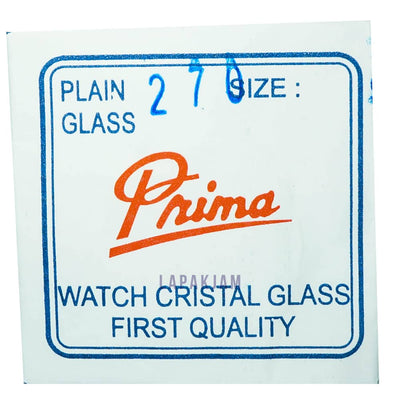 PLAIN 270 SIZE :
GLASS
Prima
LAPAKJAM
WATCH CRISTAL GLASS
FIRST QUALITY